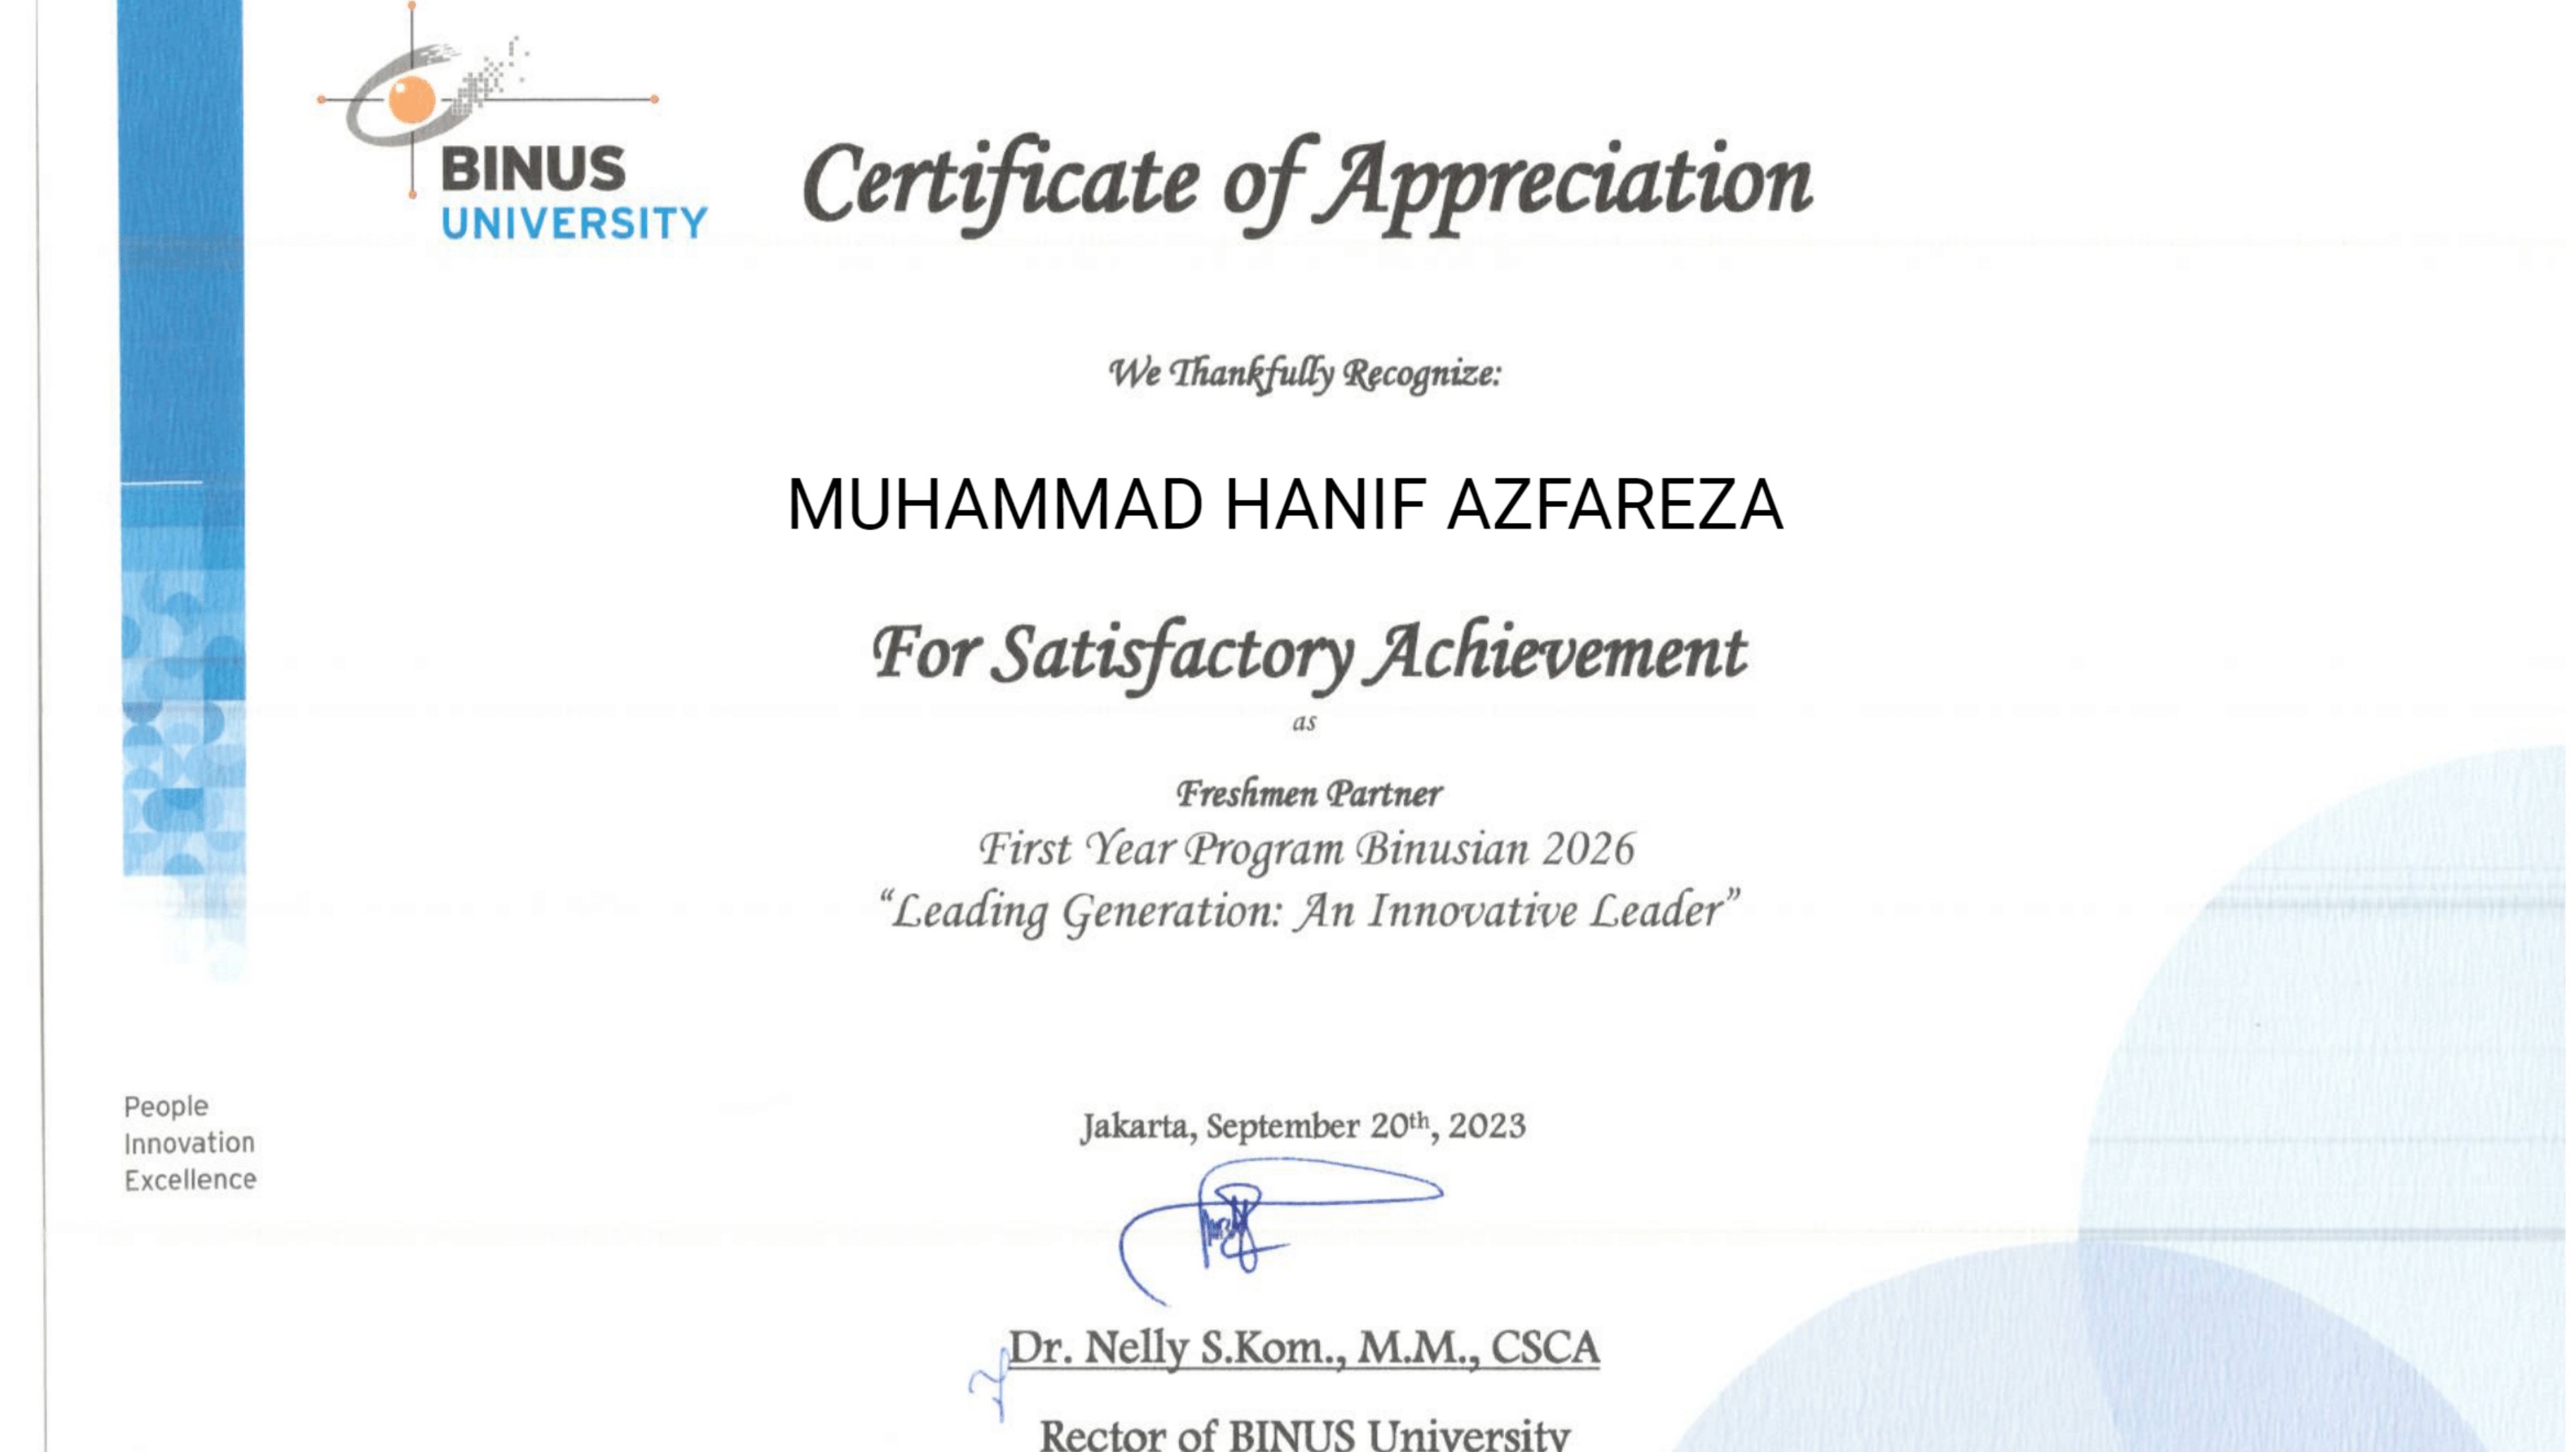 BINUS
UNIVERSITY
Certificate of Appreciation
We Thankfully Recognize:
MUHAMMAD HANIF AZFAREZA
For Satisfactory Achievement
as
Freshmen Partner
First Year Program Binusian 2026
“Leading Generation: An Innovative Leader”
People
Innovation
Excellence
Jakarta, September 20th, 2023
Dr. Nelly S.Kom., M.M., CSCA
Rector of BINUS University